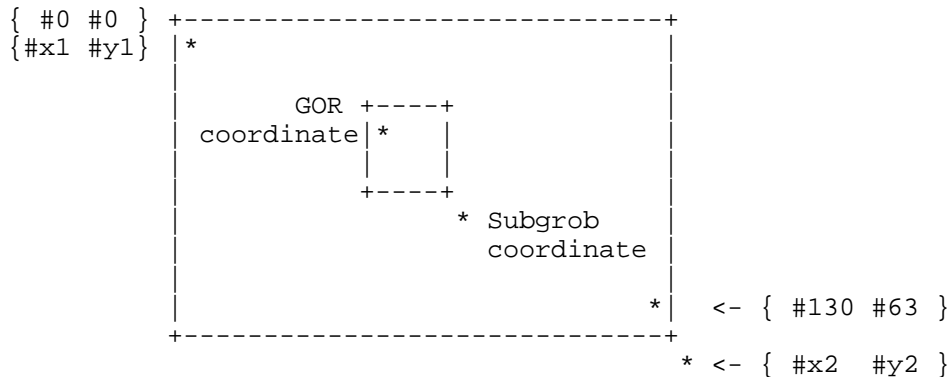 { #0 #0 }
{#x1 #y1} *
GOR
coordinate *
* Subgrob
coordinate
* <- { #130 #63 }
* <- { #x2 #y2 }